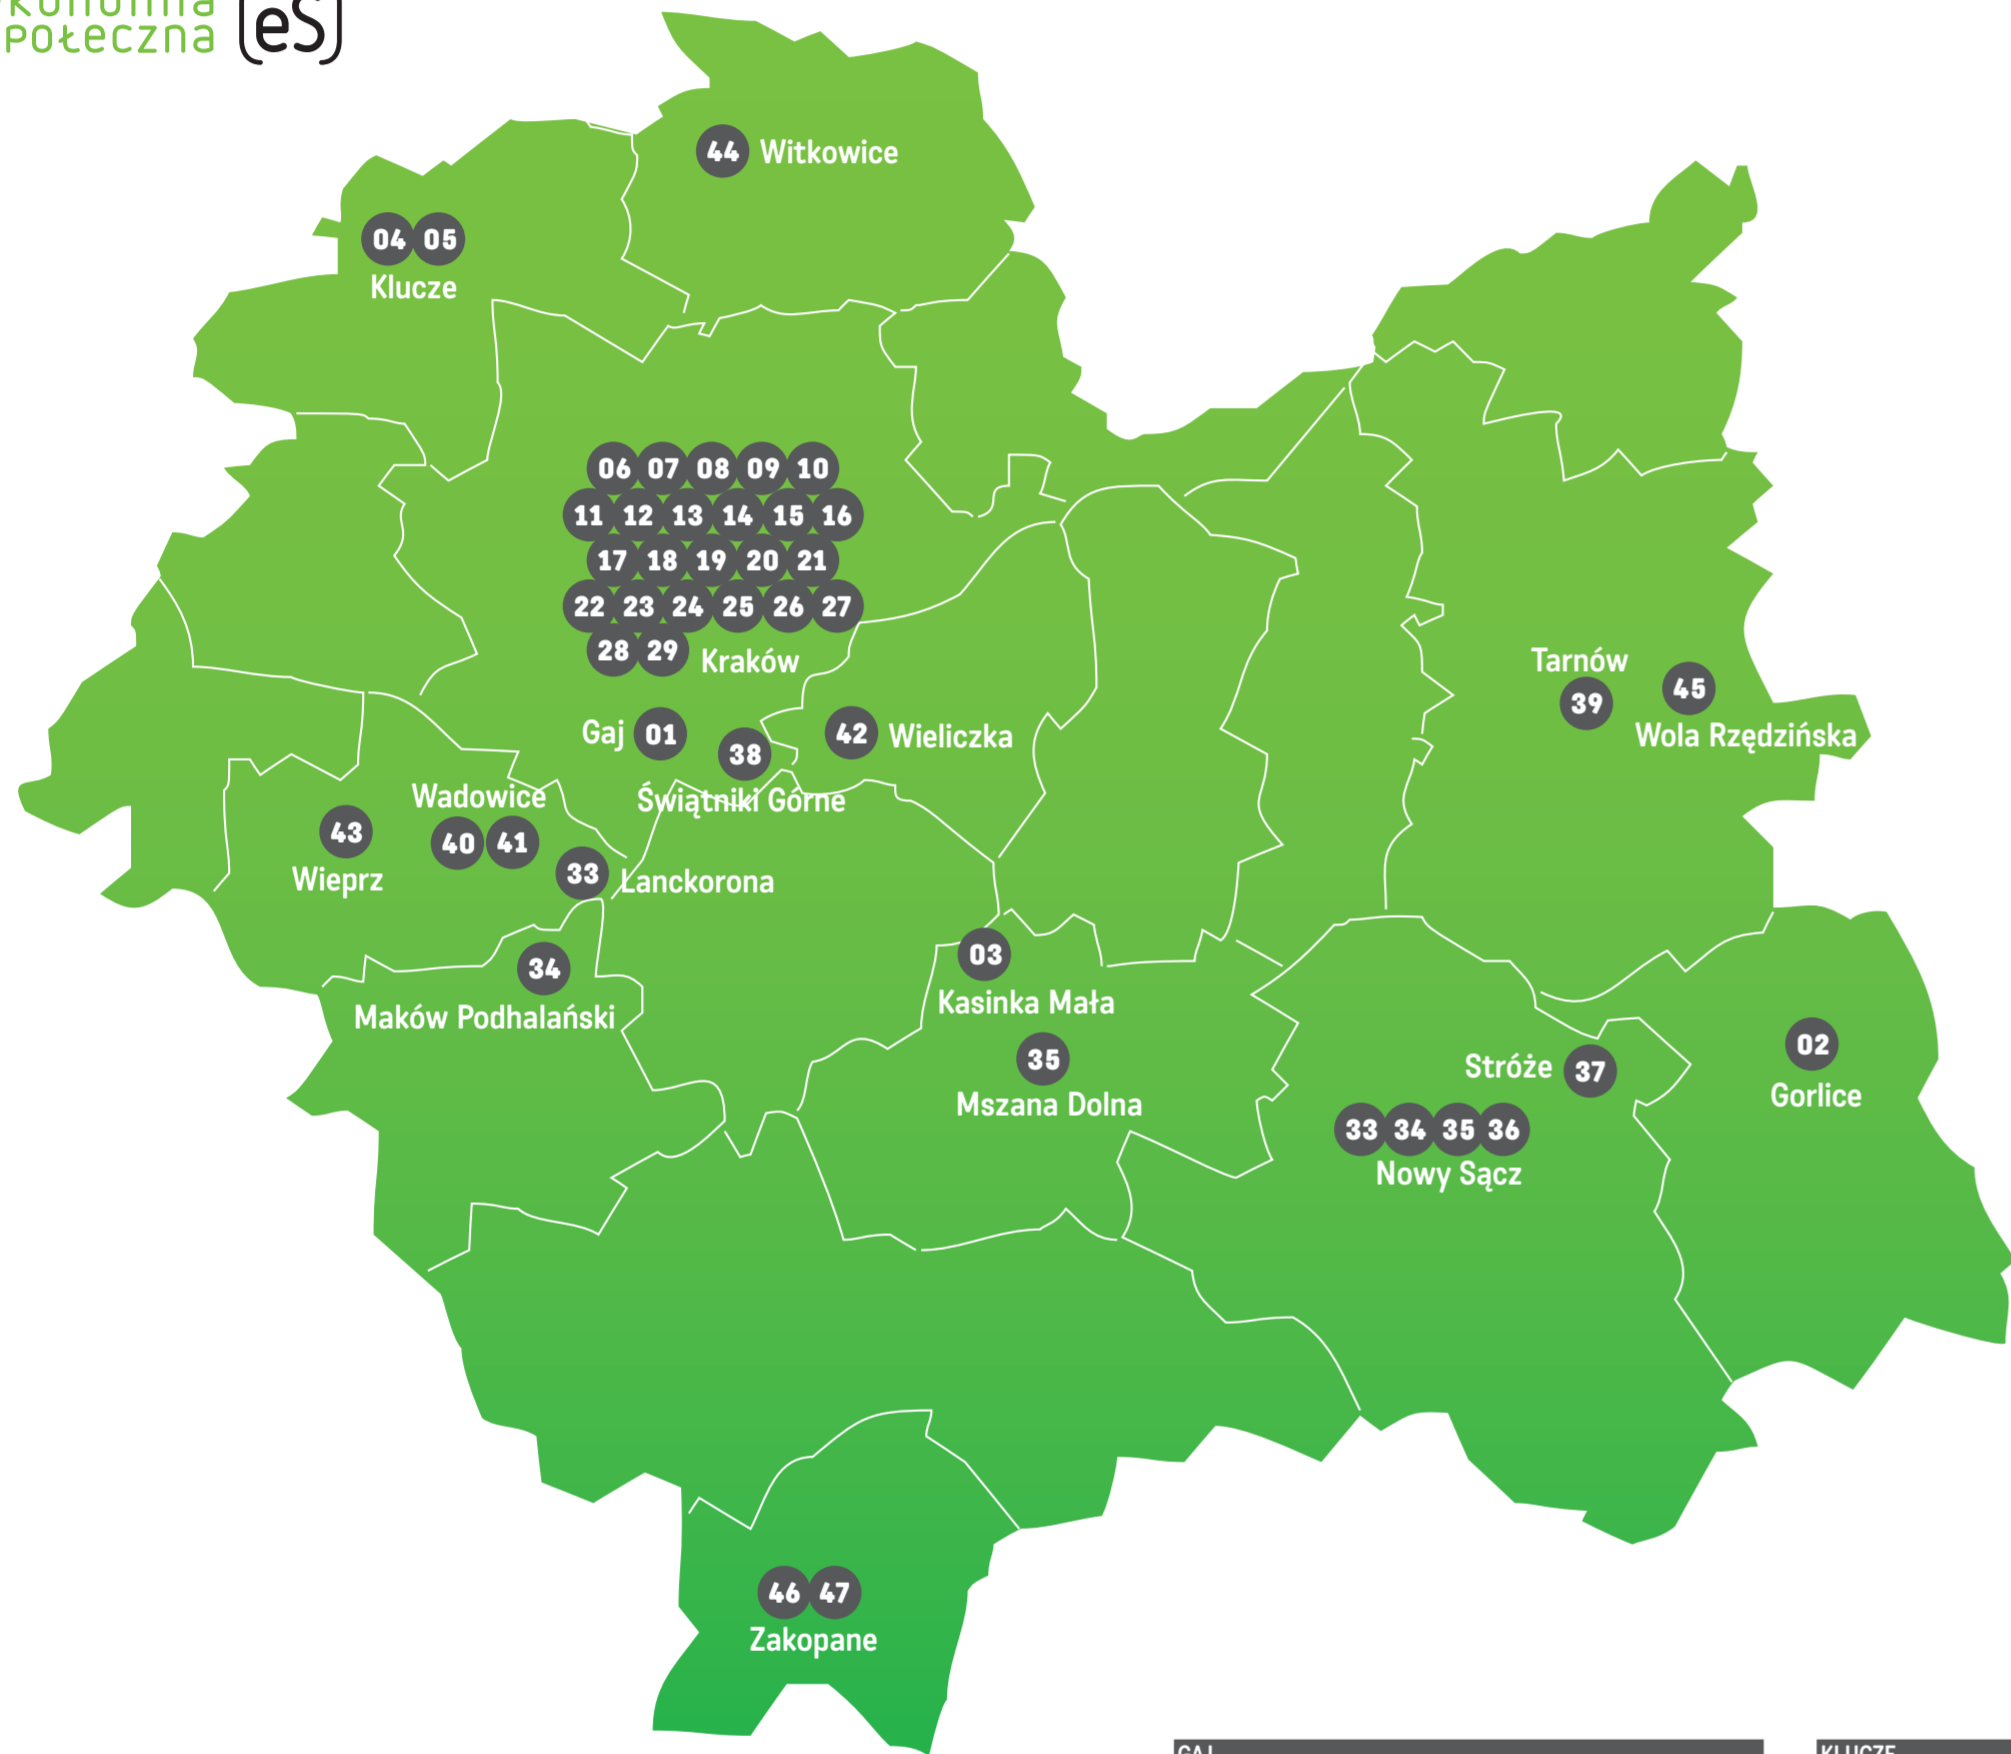 połeczna
[eS]
44 Witkowice
04 05
Klucze
06 07 08 09 10
11 12 13 14 15 16
17 18 19 20 21
22 23 24 25 26 27
28 29 Kraków
Tarnów
39
45
Wola Rzędzińska
Gaj 01
38
Świątniki Górne
42 Wieliczka
Wadowice
40 41
43
Wieprz
33 Lanckorona
34
Maków Podhalański
03
Kasinka Mała
35
Mszana Dolna
Stróże 37
02
Gorlice
33 34 35 36
Nowy Sącz
46 47
Zakopane